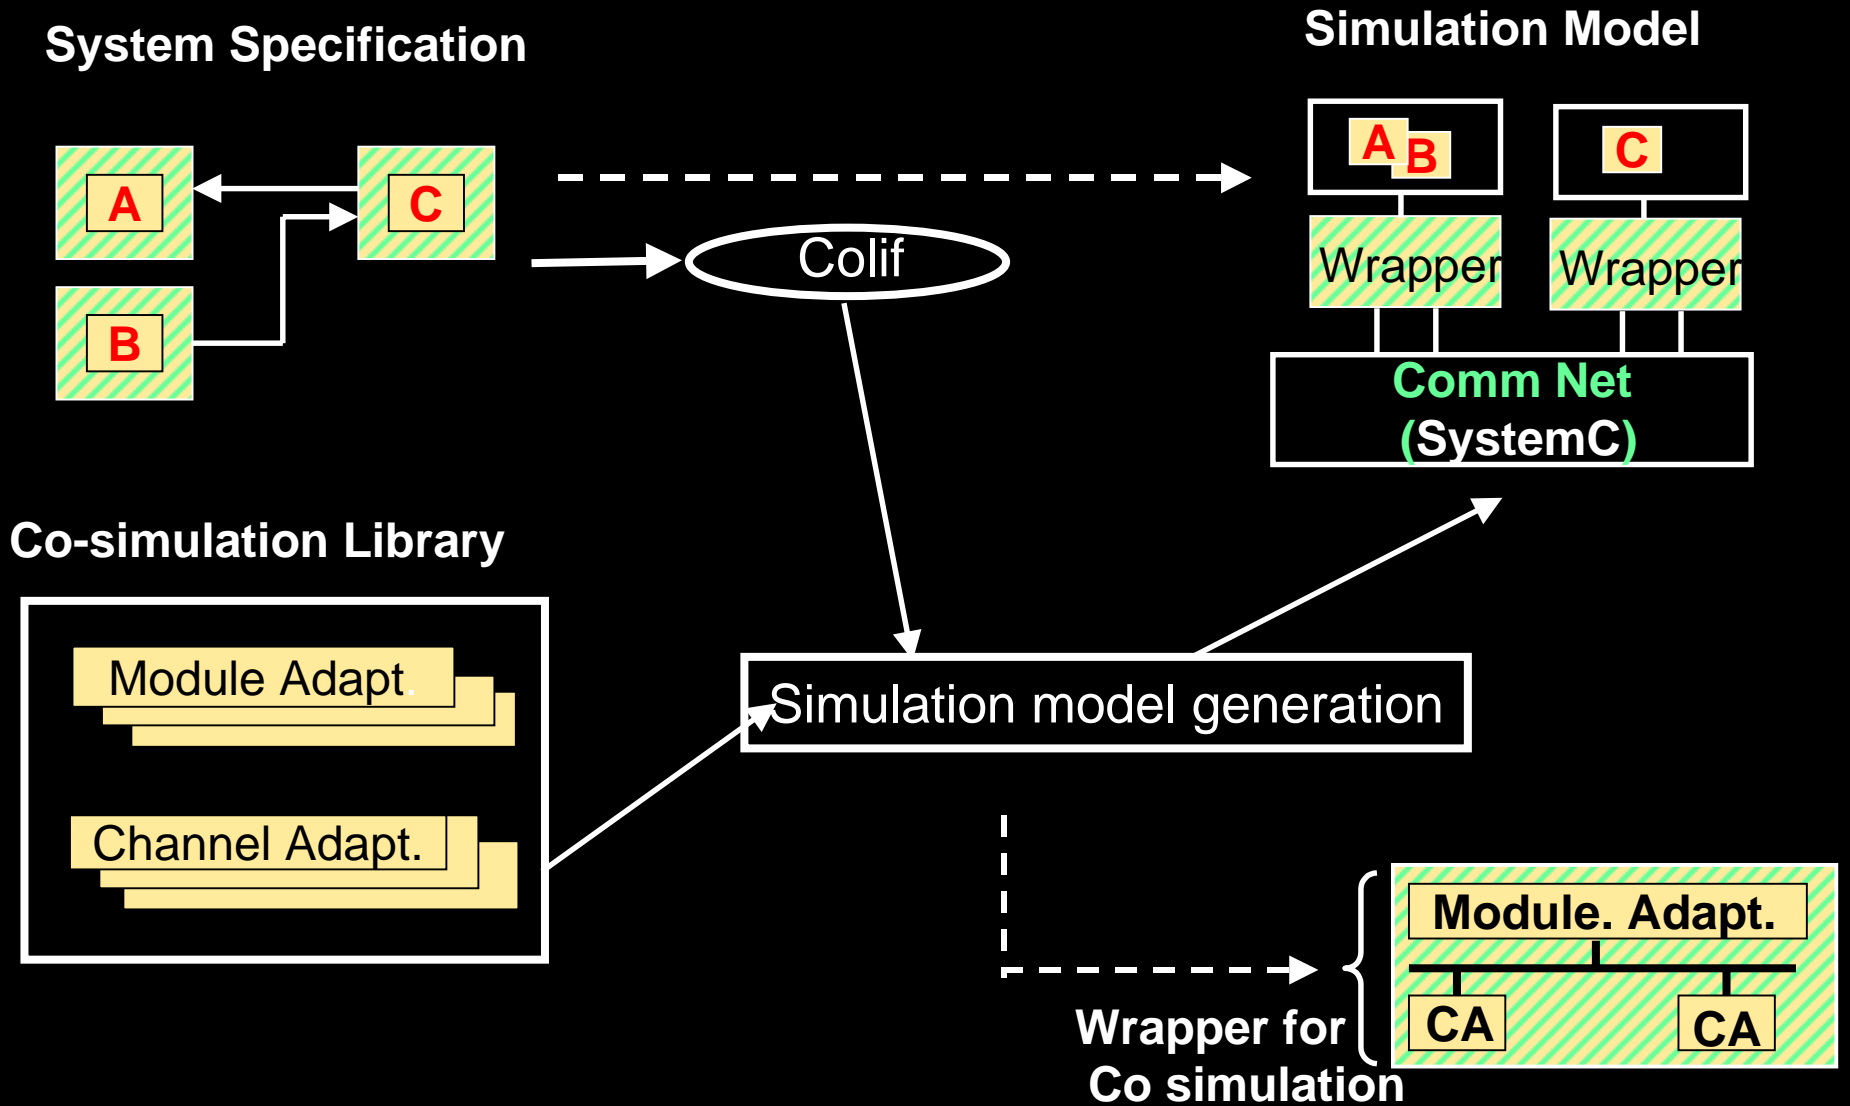 System Specification
Simulation Model
A
C
B
Colif
A
B
C
Wrapper
Wrapper
Comm Net
(SystemC)
Co-simulation Library
Module Adapt.
Channel Adapt.
Simulation model generation
Module. Adapt.
CA
CA
Wrapper for
Co simulation